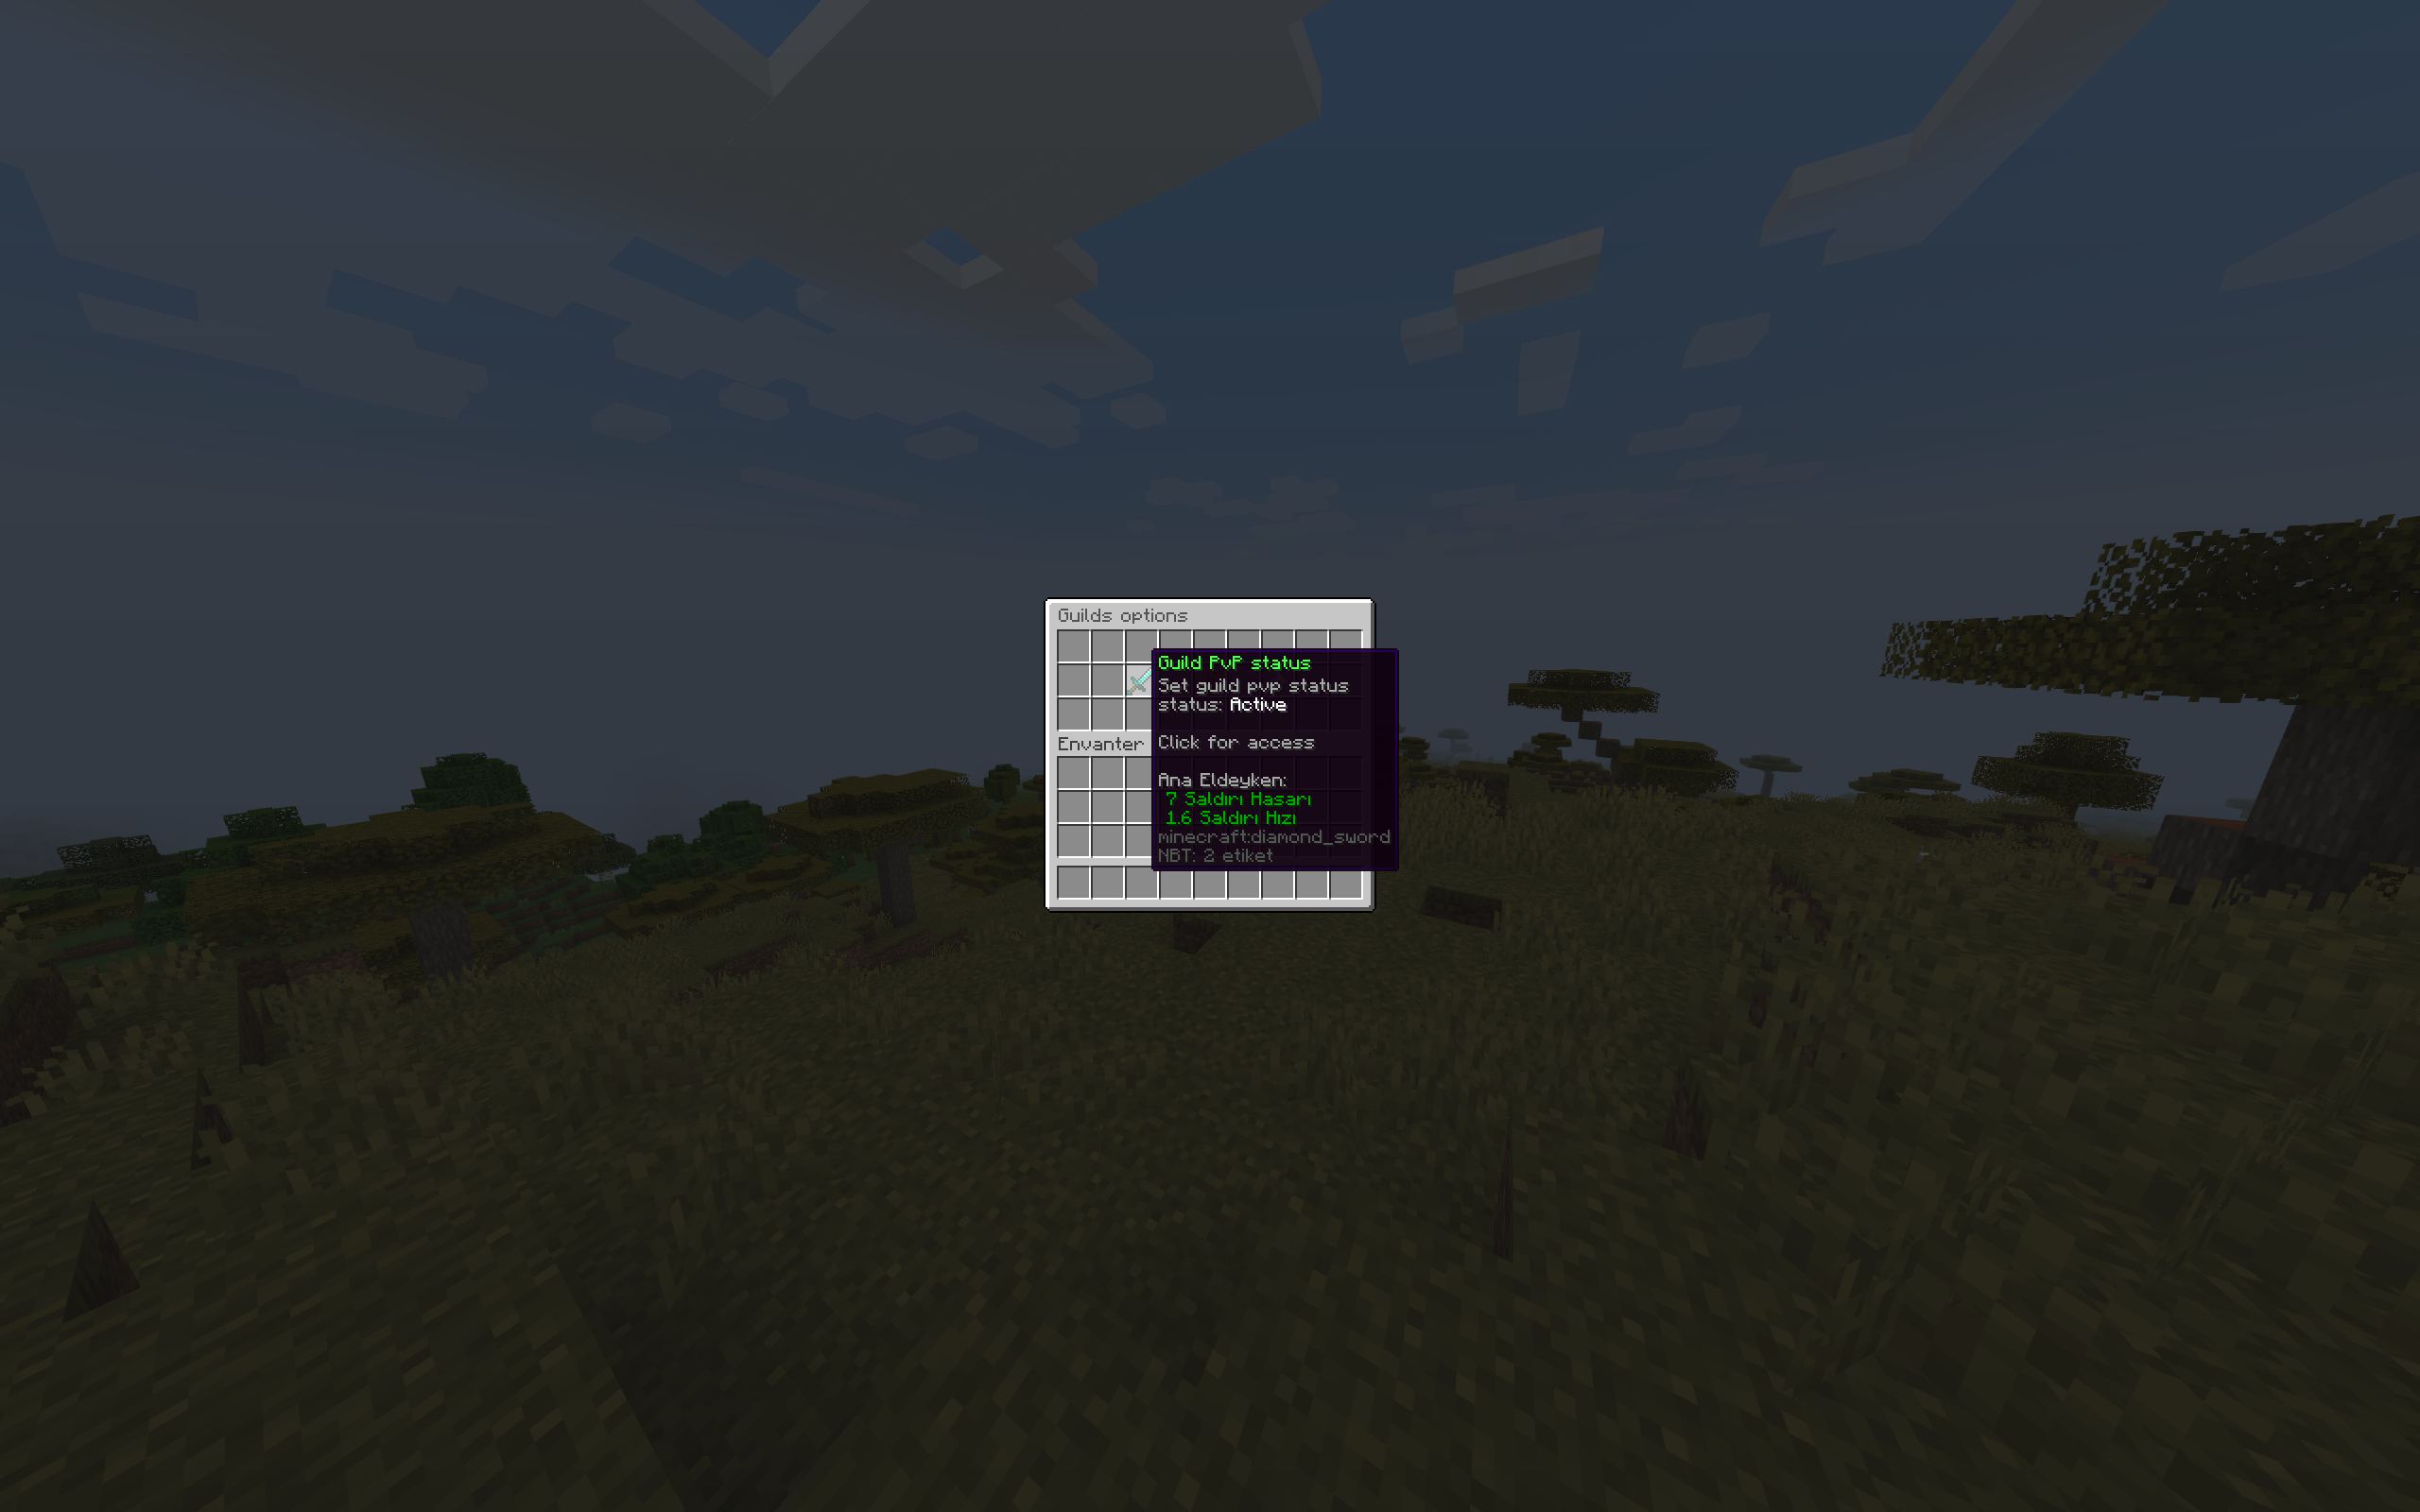 Guilds options
Guild PvP status
Set guild pvp status
status: Active
Envanter
Click for access
Ana Eldeyken:
7 Saldırı Hasarı
1.6 Saldırı Hızı
minecraft:diamond_sword
NBT: 2 etiket